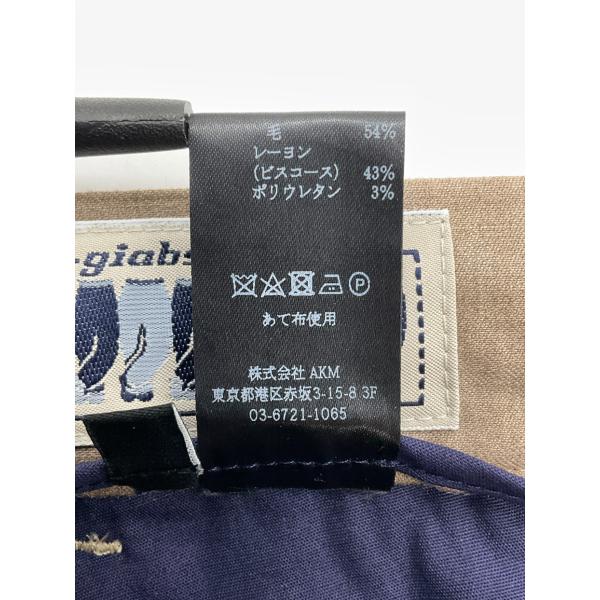 毛 54%
レーヨン
(ビスコース) 43%
ポリウレタン 3%
P
あて布使用
株式会社 AKM
東京都港区赤坂3-15-8 3F
03-6721-1065
-giabs